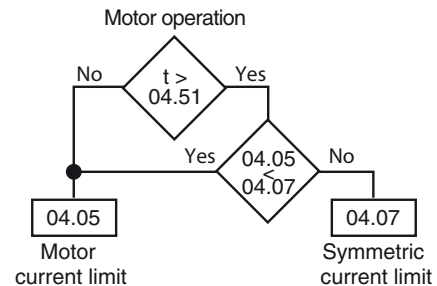 Motor operation
No
t >
04.51
Yes
Yes
04.05
<
04.07
No
04.05
Motor
current limit
04.07
Symmetric
current limit